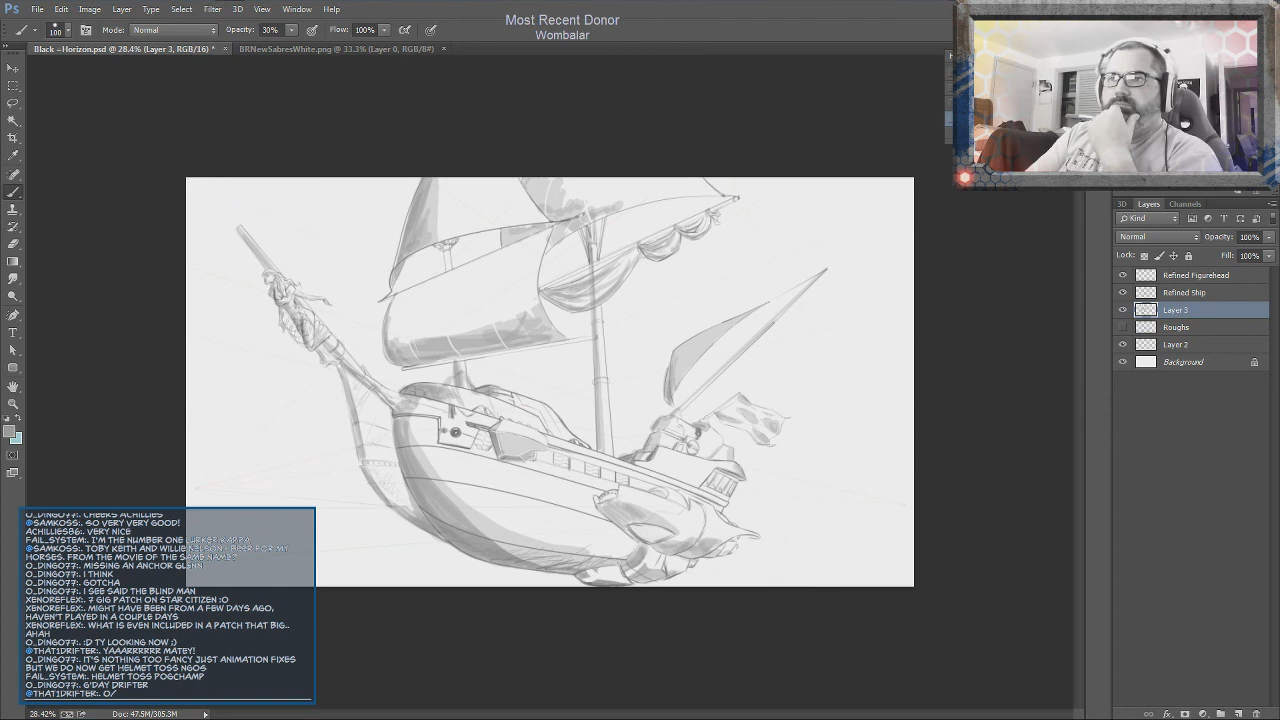 Ps File Edit Image Layer Type Select Filter 3D View Window Help
Most Recent Donor
Wombalar
100 Mode: Normal Opacity: 30% Flow: 100%
Black –Horizon.psd @ 28.4% (Layer 3, RGB/16) * × BRNewSabresWhite.png @ 33.3% (Layer 0, RGB/8#) ×
3D Layers Channels
Kind
Normal Opacity: 100%
Lock: Fill: 100%
Refined Figurehead
Refined Ship
Layer 3
Roughs
Layer 2
Background
O_DINGO77:. CHEERS ACHILLIES
@SAMKOSS:. SO VERY VERY GOOD!
ACHILLIES86:. VERY NICE
FAIL_SYSTEM:. I'M THE NUMBER ONE LURKER KAPPA
@SAMKOSS:. TOBY KEITH AND WILLIE NELSON - BEER FOR MY
HORSES. FROM THE MOVIE OF THE SAME NAME?
O_DINGO77:. MISSING AN ANCHOR GLENN
O_DINGO77:. I THINK
O_DINGO77:. GOTCHA
O_DINGO77:. I SEE SAID THE BLIND MAN
XENOREFLEX:. 7 GIG PATCH ON STAR CITIZEN :O
XENOREFLEX:. MIGHT HAVE BEEN FROM A FEW DAYS AGO,
HAVEN'T PLAYED IN A COUPLE DAYS
XENOREFLEX:. WHAT IS EVEN INCLUDED IN A PATCH THAT BIG..
AHAH
O_DINGO77:. :D TY LOOKING NOW ;)
@THAT1DRIFTER:. YAAARRRRRR MATEY!
O_DINGO77:. IT'S NOTHING TOO FANCY JUST ANIMATION FIXES
BUT WE DO NOW GET HELMET TOSS NGOS
FAIL_SYSTEM:. HELMET TOSS POGCHAMP
O_DINGO77:. G'DAY DRIFTER
@THAT1DRIFTER:. O/
28.42% Doc: 47.5M/305.3M